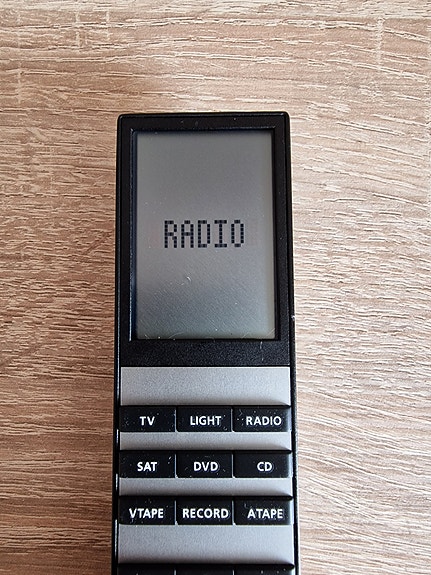 RADIO
TV LIGHT RADIO
SAT DVD CD
VTAPE RECORD ATAPE